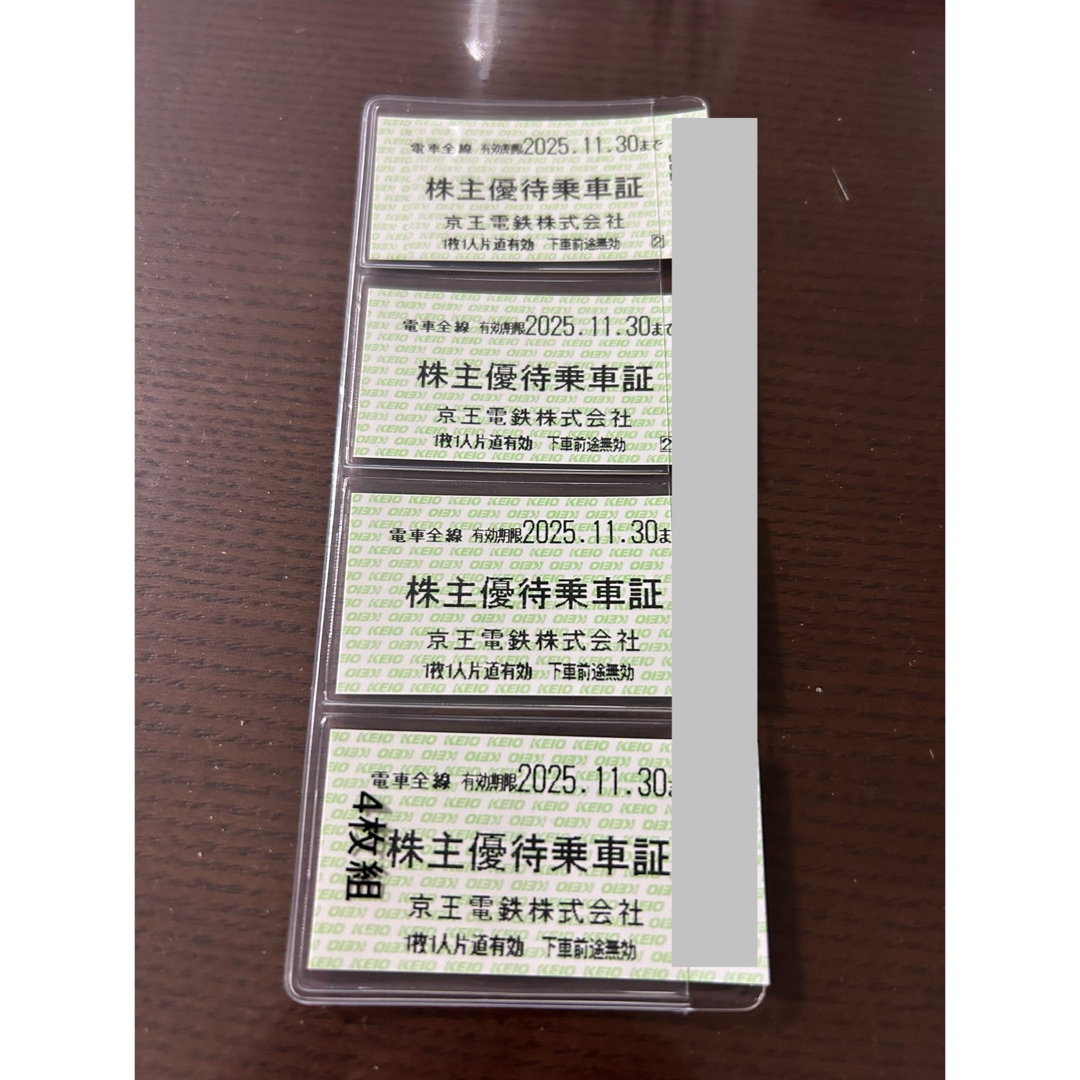 電車全線 有効期限2025.11.30まで
株主優待乗車証
京王電鉄株式会社
1枚1人片道有効 下車前途無効 2
電車全線 有効期限2025.11.30まで
株主優待乗車証
京王電鉄株式会社
1枚1人片道有効 下車前途無効 2
電車全線 有効期限2025.11.30ま
株主優待乗車証
京王電鉄株式会社
1枚1人片道有効 下車前途無効
電車全線 有効期限2025.11.30
4枚組
株主優待乗車証
京王電鉄株式会社
1枚1人片道有効 下車前途無効
KEIO